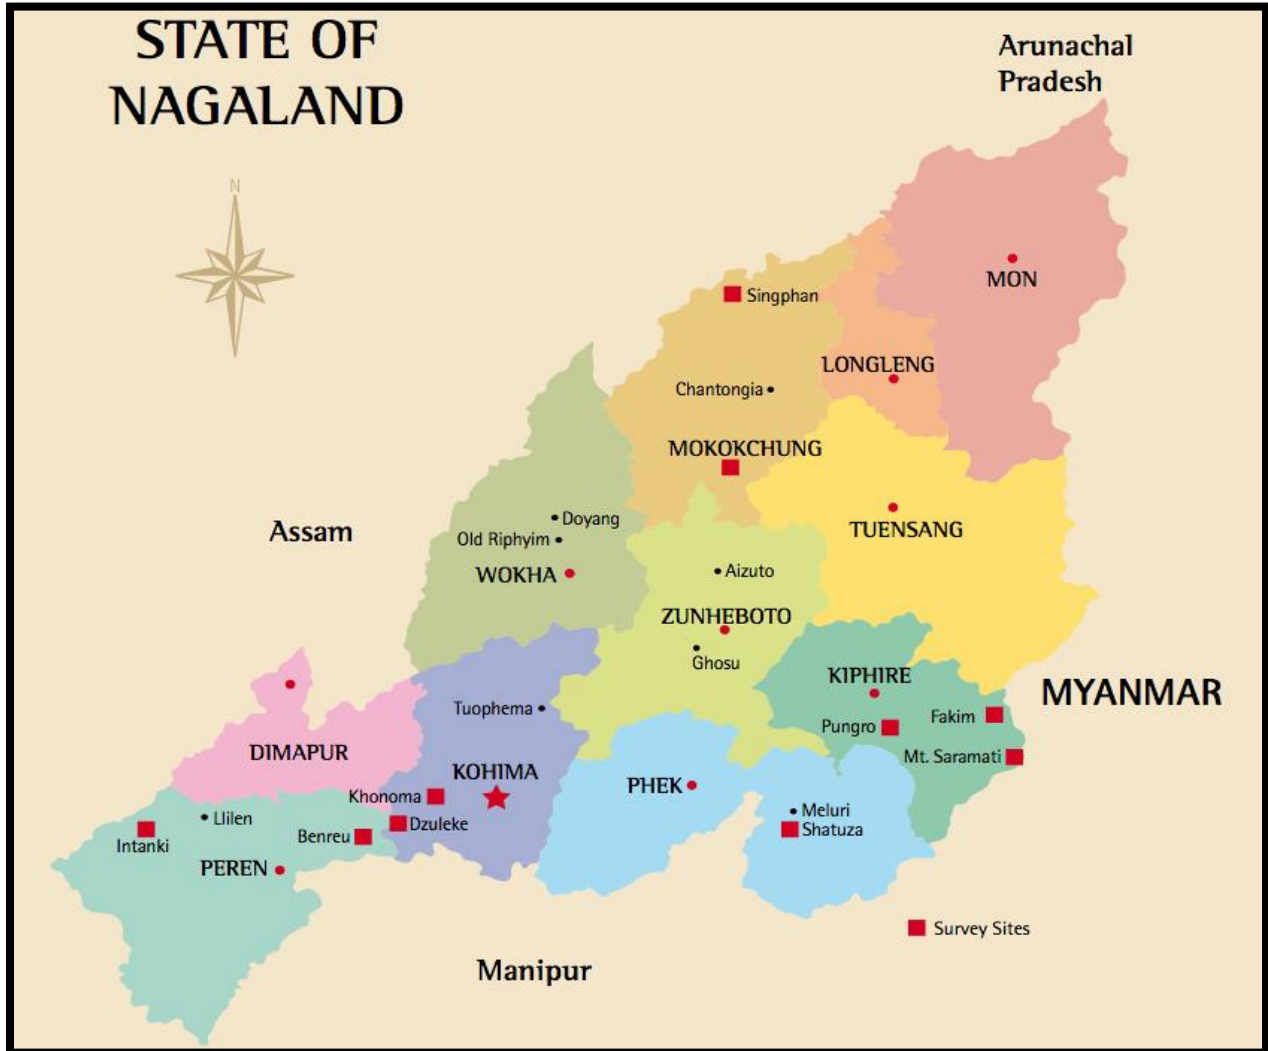 STATE OF
NAGALAND
Arunachal
Pradesh
N
MON
Singphan
LONGLENG
Chantongia
MOKOKCHUNG
Doyang
Assam
TUENSANG
Old Riphyim
WOKHA
Aizuto
ZUNHEBOTO
Ghosu
KIPHIRE
MYANMAR
Tuophema
Fakim
Pungro
DIMAPUR
Mt. Saramati
KOHIMA
PHEK
Khonoma
Meluri
Llilen
Dzuleke
Shatuza
Benreu
Intanki
PEREN
Survey Sites
Manipur